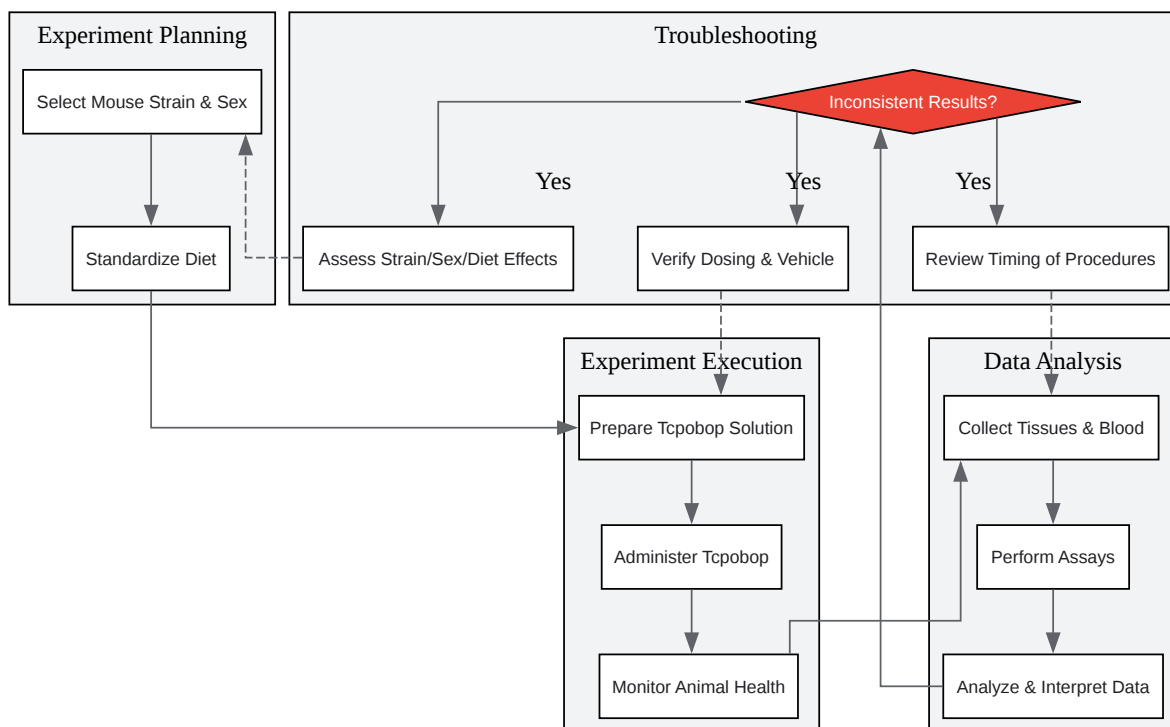 Experiment Planning
Troubleshooting
Select Mouse Strain & Sex
Inconsistent Results?
Yes
Yes
Yes
Standardize Diet
Assess Strain/Sex/Diet Effects
Verify Dosing & Vehicle
Review Timing of Procedures
Experiment Execution
Data Analysis
Prepare Tcpobop Solution
Collect Tissues & Blood
Administer Tcpobop
Perform Assays
Monitor Animal Health
Analyze & Interpret Data